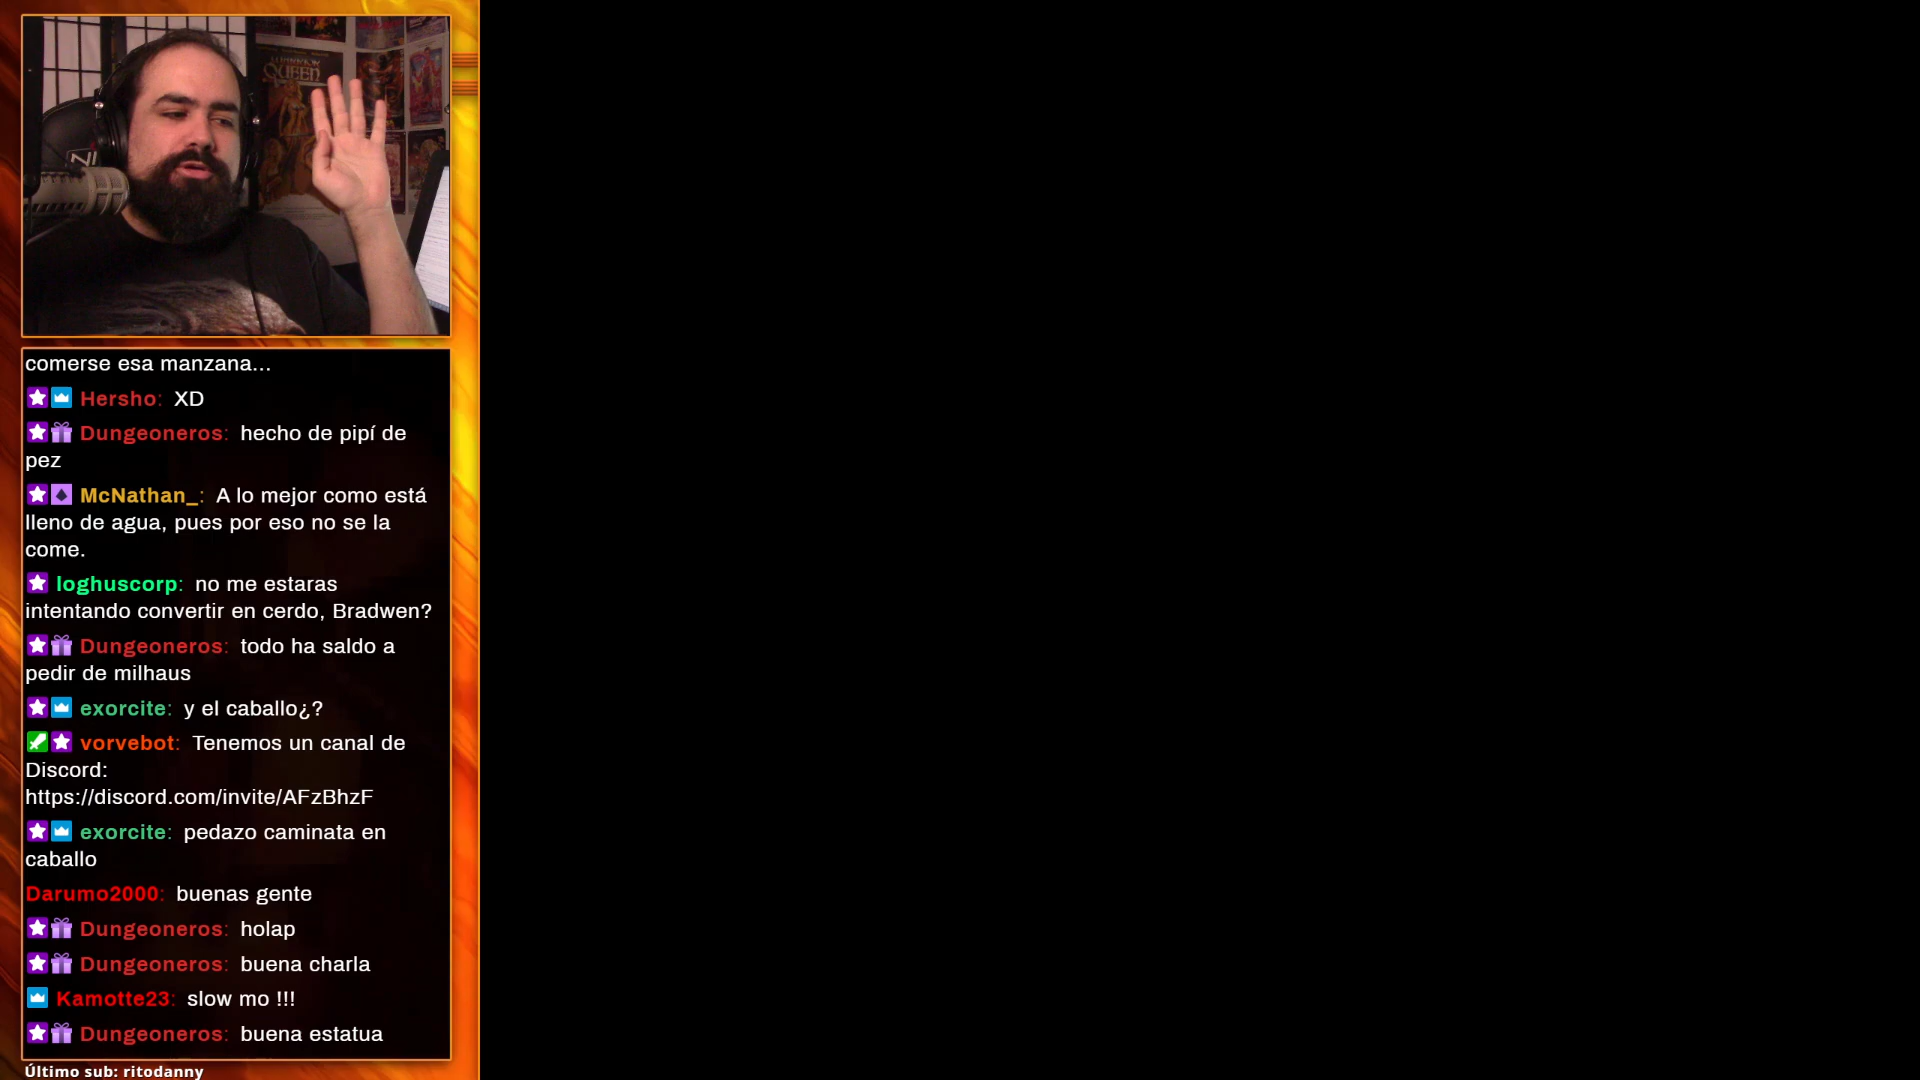 QUEEN
comerse esa manzana...
Hersho: XD
Dungeoneros: hecho de pipí de
pez
McNathan_: A lo mejor como está
lleno de agua, pues por eso no se la
come.
loghuscorp: no me estaras
intentando convertir en cerdo, Bradwen?
Dungeoneros: todo ha saldo a
pedir de milhaus
exorcite: y el caballo¿?
vorvebot: Tenemos un canal de
Discord:
https://discord.com/invite/AFzBhzF
exorcite: pedazo caminata en
caballo
Darumo2000: buenas gente
Dungeoneros: holap
Dungeoneros: buena charla
Kamotte23: slow mo !!!
Dungeoneros: buena estatua
Último sub: ritodanny